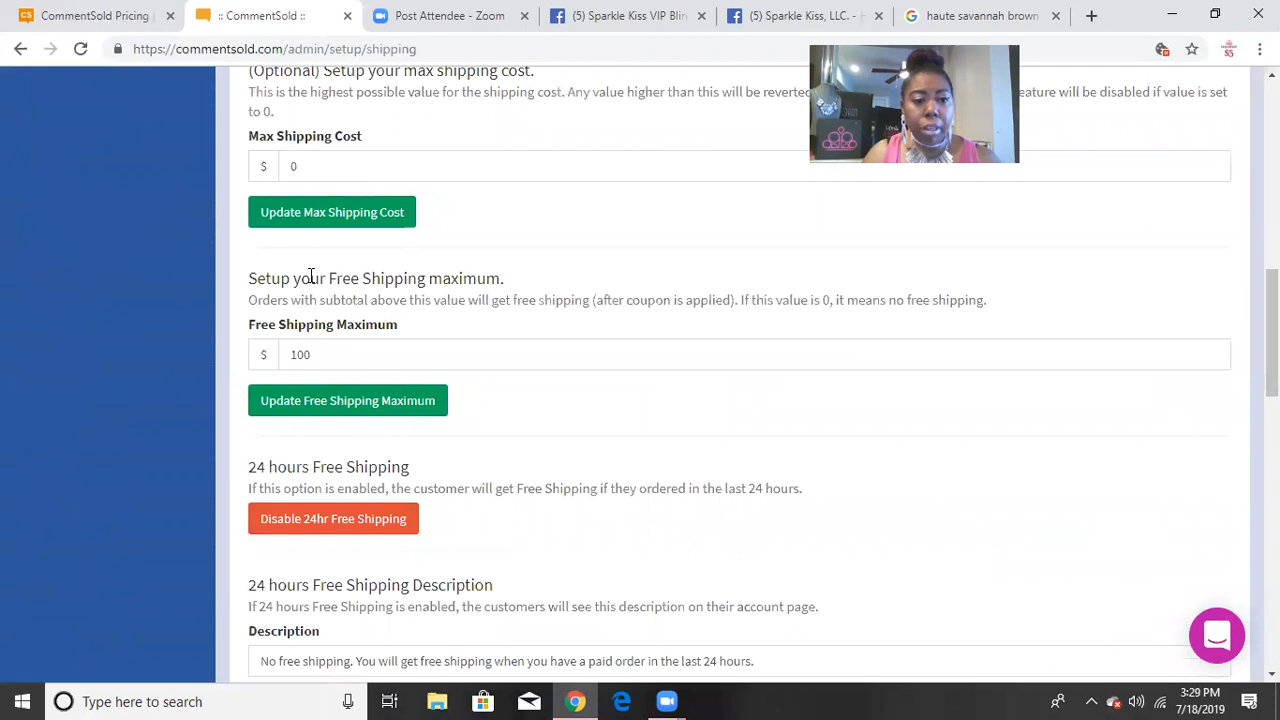 CommentSold Pricing
:: CommentSold ::
Post Attendee - Zoom
(5) Sparkle Kiss VIP Blin
(5) Sparkle Kiss, LLC. -
haute savannah brown
https://commentsold.com/admin/setup/shipping
(Optional) Setup your max shipping cost.
This is the highest possible value for the shipping cost. Any value higher than this will be reverted eature will be disabled if value is set
to 0.
Max Shipping Cost
$ 0
Update Max Shipping Cost
Setup your Free Shipping maximum.
Orders with subtotal above this value will get free shipping (after coupon is applied). If this value is 0, it means no free shipping.
Free Shipping Maximum
$ 100
Update Free Shipping Maximum
24 hours Free Shipping
If this option is enabled, the customer will get Free Shipping if they ordered in the last 24 hours.
Disable 24hr Free Shipping
24 hours Free Shipping Description
If 24 hours Free Shipping is enabled, the customers will see this description on their account page.
Description
No free shipping. You will get free shipping when you have a paid order in the last 24 hours.
Type here to search
3:29 PM
7/18/2019